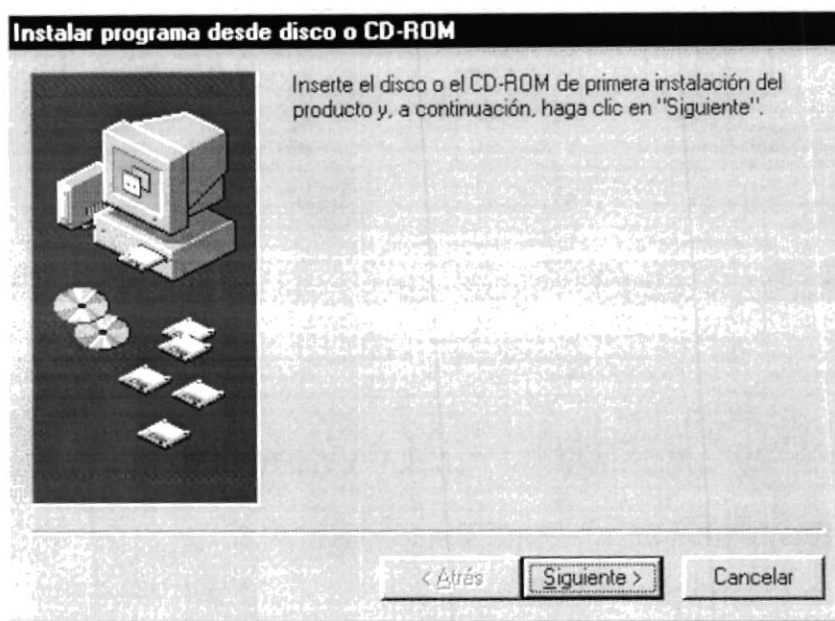 Instalar programa desde disco o CD-ROM
Inserte el disco o el CD-ROM de primera instalación del
producto y, a continuación, haga clic en "Siguiente".
< Atrás
Siguiente >
Cancelar